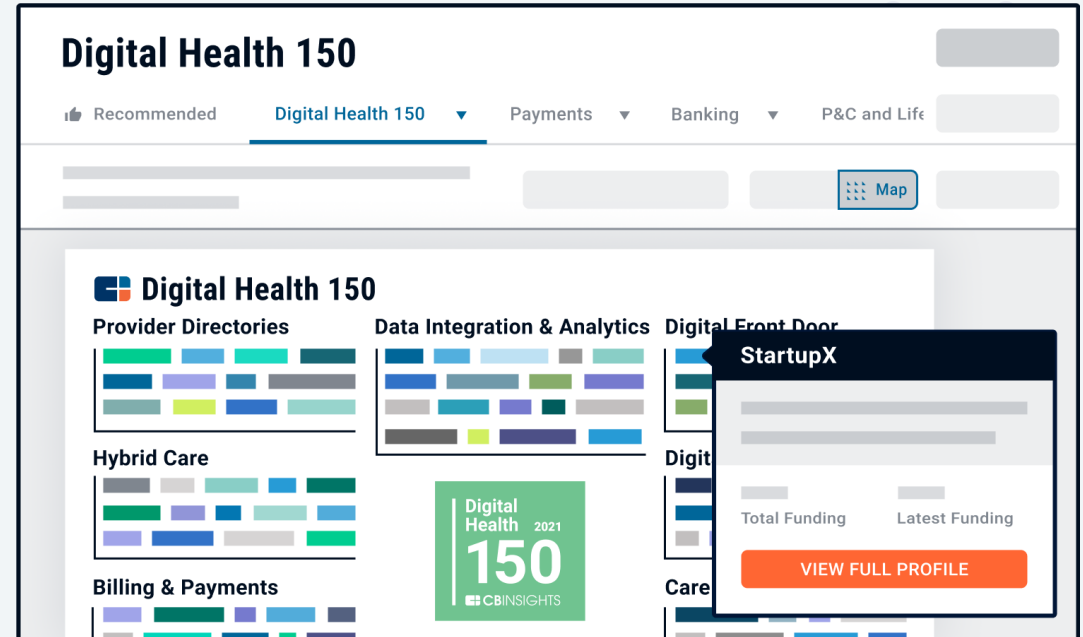 Digital Health 150
Recommended
Digital Health 150
Payments
Banking
P&C and Life
Map
Digital Health 150
Provider Directories
Data Integration & Analytics
Digital Front Door
StartupX
Hybrid Care
Digit
Digital
Health 2021
150
CBINSIGHTS
Total Funding
Latest Funding
VIEW FULL PROFILE
Billing & Payments
Care